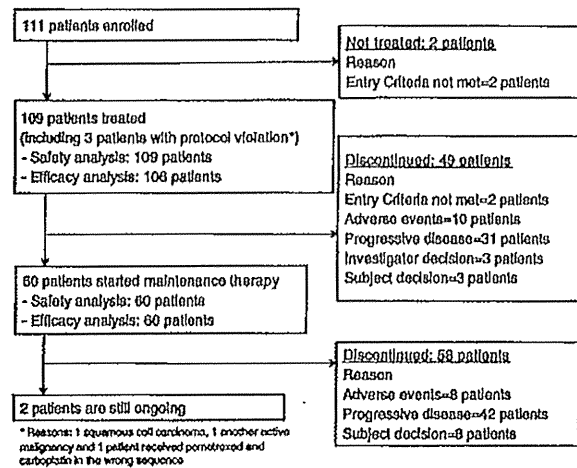 111 patients enrolled
Not treated: 2 patients
Reason
Entry Criteria not met=2 patients
109 patients treated
(including 3 patients with protocol violation*)
- Safety analysis: 109 patients
- Efficacy analysis: 106 patients
Discontinued: 49 patients
Reason
Entry Criteria not met=2 patients
Adverse events=10 patients
Progressive disease=31 patients
Investigator decision=3 patients
Subject decision=3 patients
60 patients started maintenance therapy
- Safety analysis: 60 patients
- Efficacy analysis: 60 patients
Discontinued: 58 patients
Reason
Adverse events=8 patients
Progressive disease=42 patients
Subject decision=8 patients
2 patients are still ongoing
* Reasons: 1 squamous cell carcinoma, 1 another active
malignancy and 1 patient received pemetrexed and
carboplatin in the wrong sequence